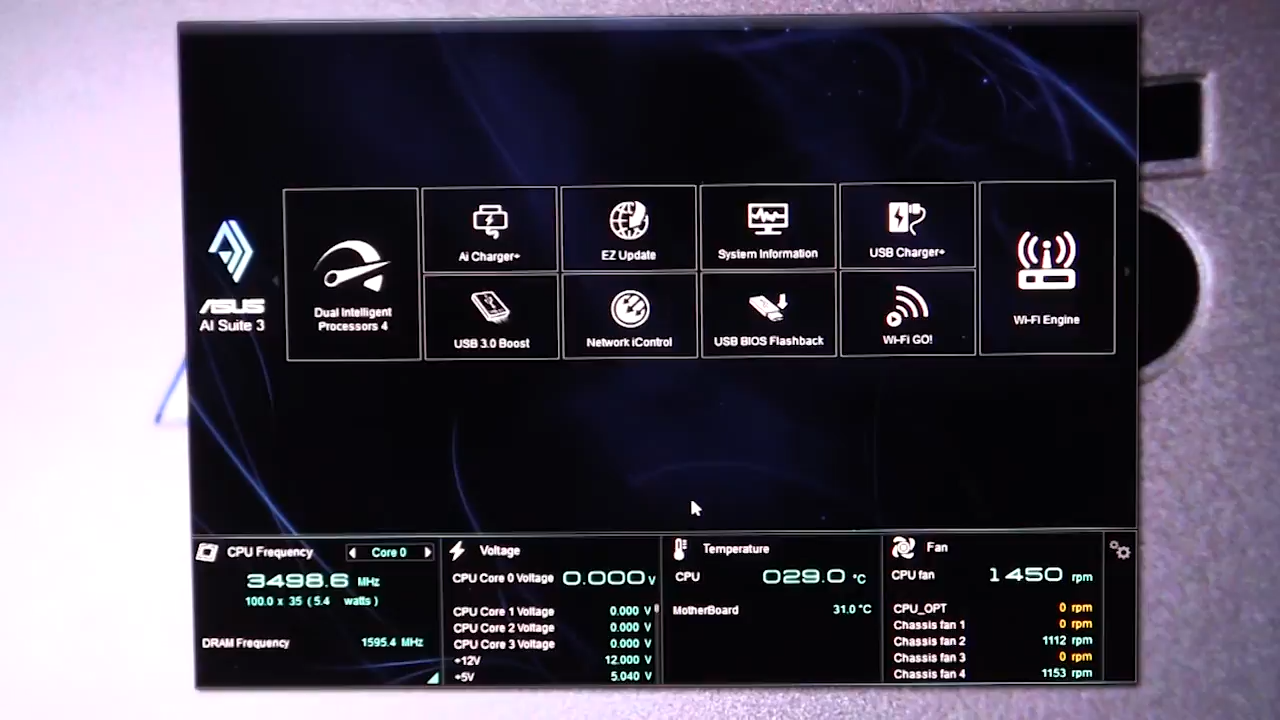 Dual Intelligent
Processors 4
Ai Charger+
EZ Update
System Information
USB Charger+
Wi-Fi Engine
USB 3.0 Boost
Network iControl
USB BIOS Flashback
Wi-Fi GO!
ASUS
AI Suite 3
CPU Frequency
Core 0
3498.6 MHz
100.0 x 35 (5.4 watts )
DRAM Frequency 1595.4 MHz
Voltage
CPU Core 0 Voltage 0.000 V
CPU Core 1 Voltage 0.000 V
CPU Core 2 Voltage 0.000 V
CPU Core 3 Voltage 0.000 V
+12V 12.000 V
+5V 5.040 V
Temperature
CPU 029.0 °C
MotherBoard 31.0 °C
Fan
CPU fan 1450 rpm
CPU_OPT 0 rpm
Chassis fan 1 0 rpm
Chassis fan 2 1112 rpm
Chassis fan 3 0 rpm
Chassis fan 4 1153 rpm